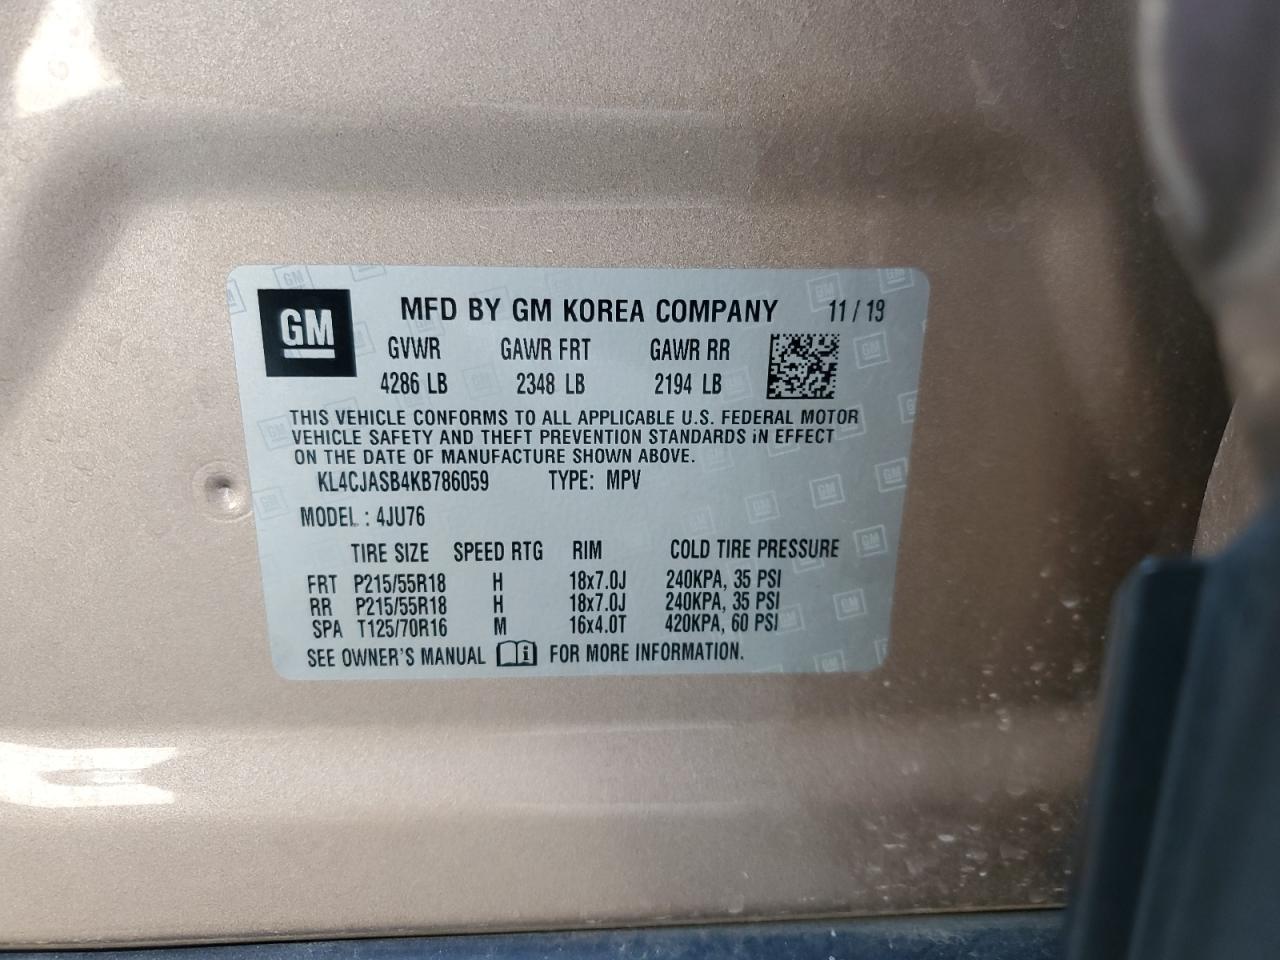 GM
MFD BY GM KOREA COMPANY 11 / 19
GVWR GAWR FRT GAWR RR
4286 LB 2348 LB 2194 LB
THIS VEHICLE CONFORMS TO ALL APPLICABLE U.S. FEDERAL MOTOR
VEHICLE SAFETY AND THEFT PREVENTION STANDARDS IN EFFECT
ON THE DATE OF MANUFACTURE SHOWN ABOVE.
KL4CJASB4KB786059 TYPE: MPV
MODEL : 4JU76
TIRE SIZE SPEED RTG RIM COLD TIRE PRESSURE
FRT P215/55R18 H 18x7.0J 240KPA, 35 PSI
RR P215/55R18 H 18x7.0J 240KPA, 35 PSI
SPA T125/70R16 M 16x4.0T 420KPA, 60 PSI
SEE OWNER'S MANUAL i FOR MORE INFORMATION.